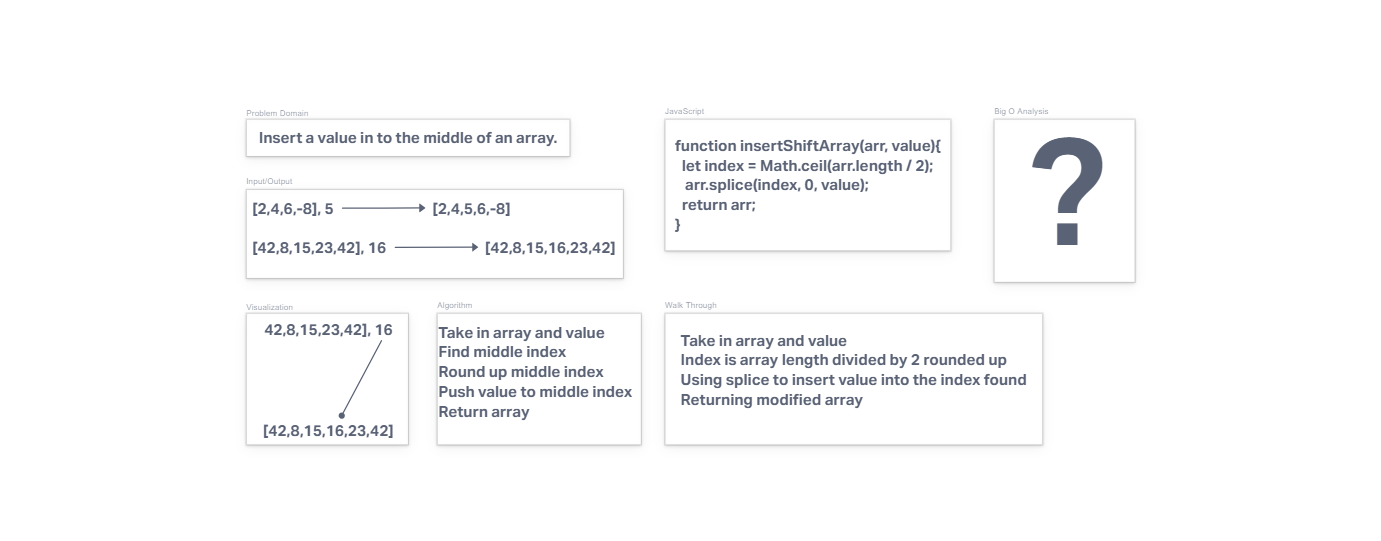 Problem Domain
Insert a value in to the middle of an array.
Input/Output
[2,4,6,-8], 5 [2,4,5,6,-8]
[42,8,15,23,42], 16 [42,8,15,16,23,42]
Visualization
42,8,15,23,42], 16
[42,8,15,16,23,42]
Algorithm
Take in array and value
Find middle index
Round up middle index
Push value to middle index
Return array
JavaScript
function insertShiftArray(arr, value){
let index = Math.ceil(arr.length / 2);
arr.splice(index, 0, value);
return arr;
}
Walk Through
Take in array and value
Index is array length divided by 2 rounded up
Using splice to insert value into the index found
Returning modified array
Big O Analysis
?